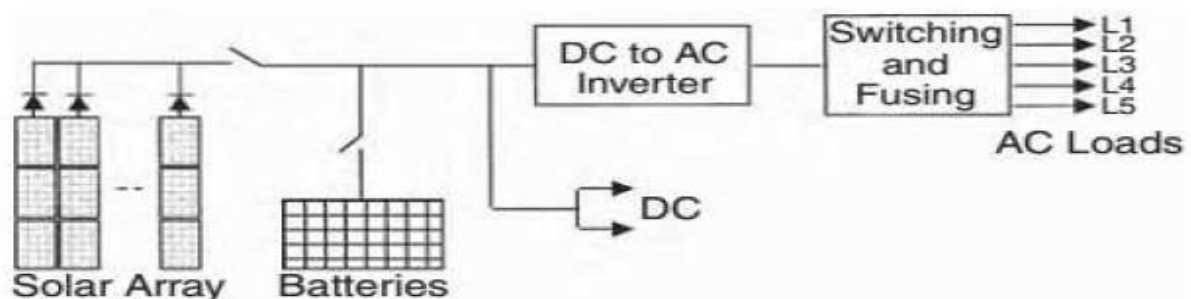 DC to AC
Inverter
Switching
and
Fusing
L1
L2
L3
L4
L5
AC Loads
DC
Solar Array
Batteries